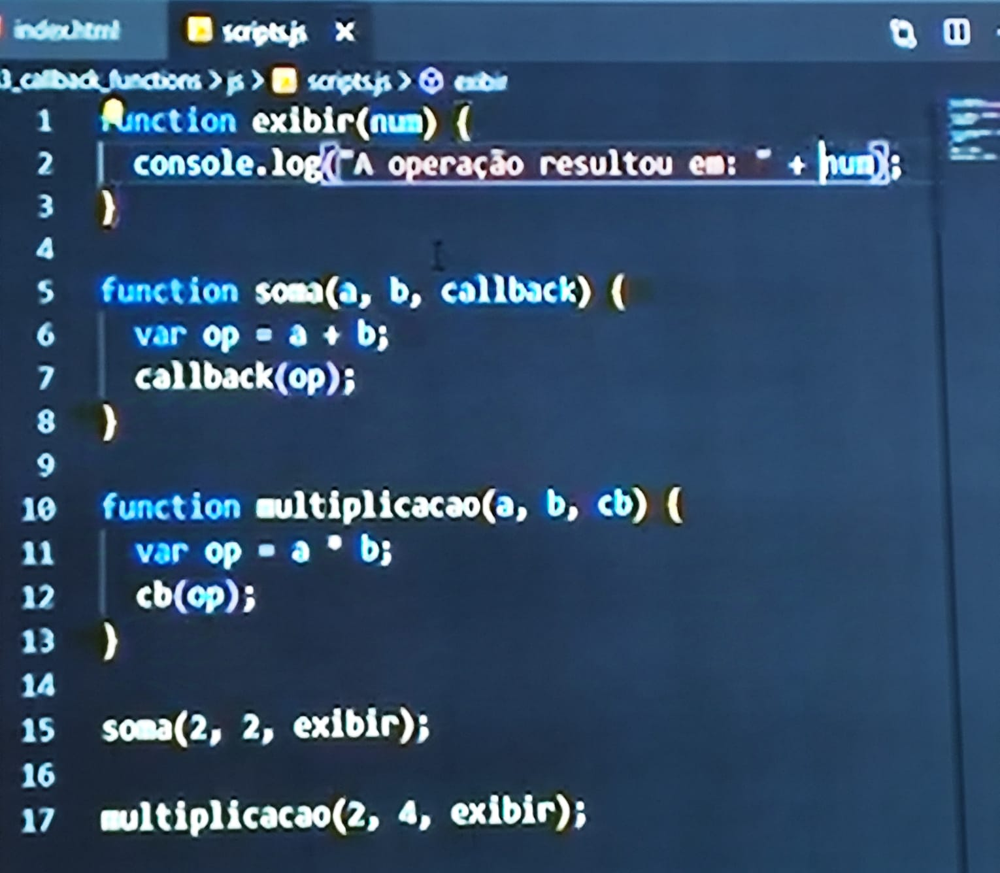 index.html scripts.js
3_callback_functions > js > scripts.js > exibir
1 function exibir(num) {
2 console.log("A operação resultou em: " + num);
3 }
4
5 function soma(a, b, callback) {
6 var op = a + b;
7 callback(op);
8 }
9
10 function multiplicacao(a, b, cb) {
11 var op = a * b;
12 cb(op);
13 }
14
15 soma(2, 2, exibir);
16
17 multiplicacao(2, 4, exibir);